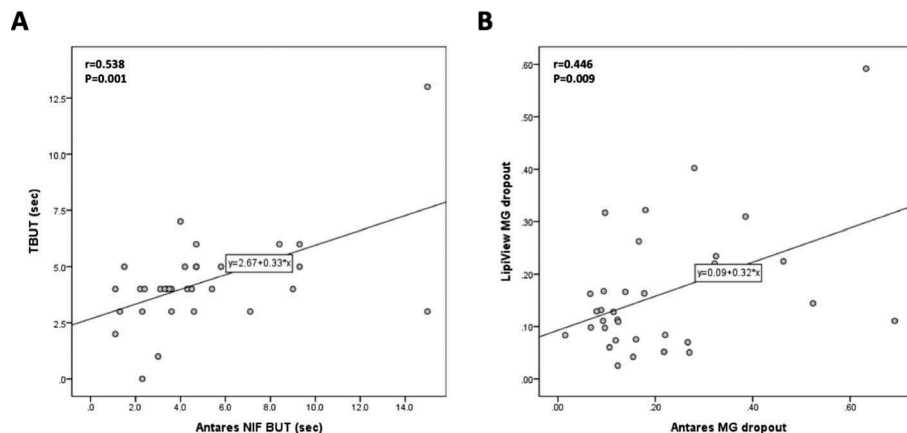 A
r=0.538
P=0.001
TBUT (sec)
12.5
10.0
7.5
5.0
2.5
.0
y=2.67+0.33*x
.0 2.0 4.0 6.0 8.0 10.0 12.0 14.0
Antares NIF BUT (sec)
B
r=0.446
P=0.009
LipiView MG dropout
.60
.50
.40
.30
.20
.10
.00
y=0.09+0.32*x
.00 .20 .40 .60
Antares MG dropout